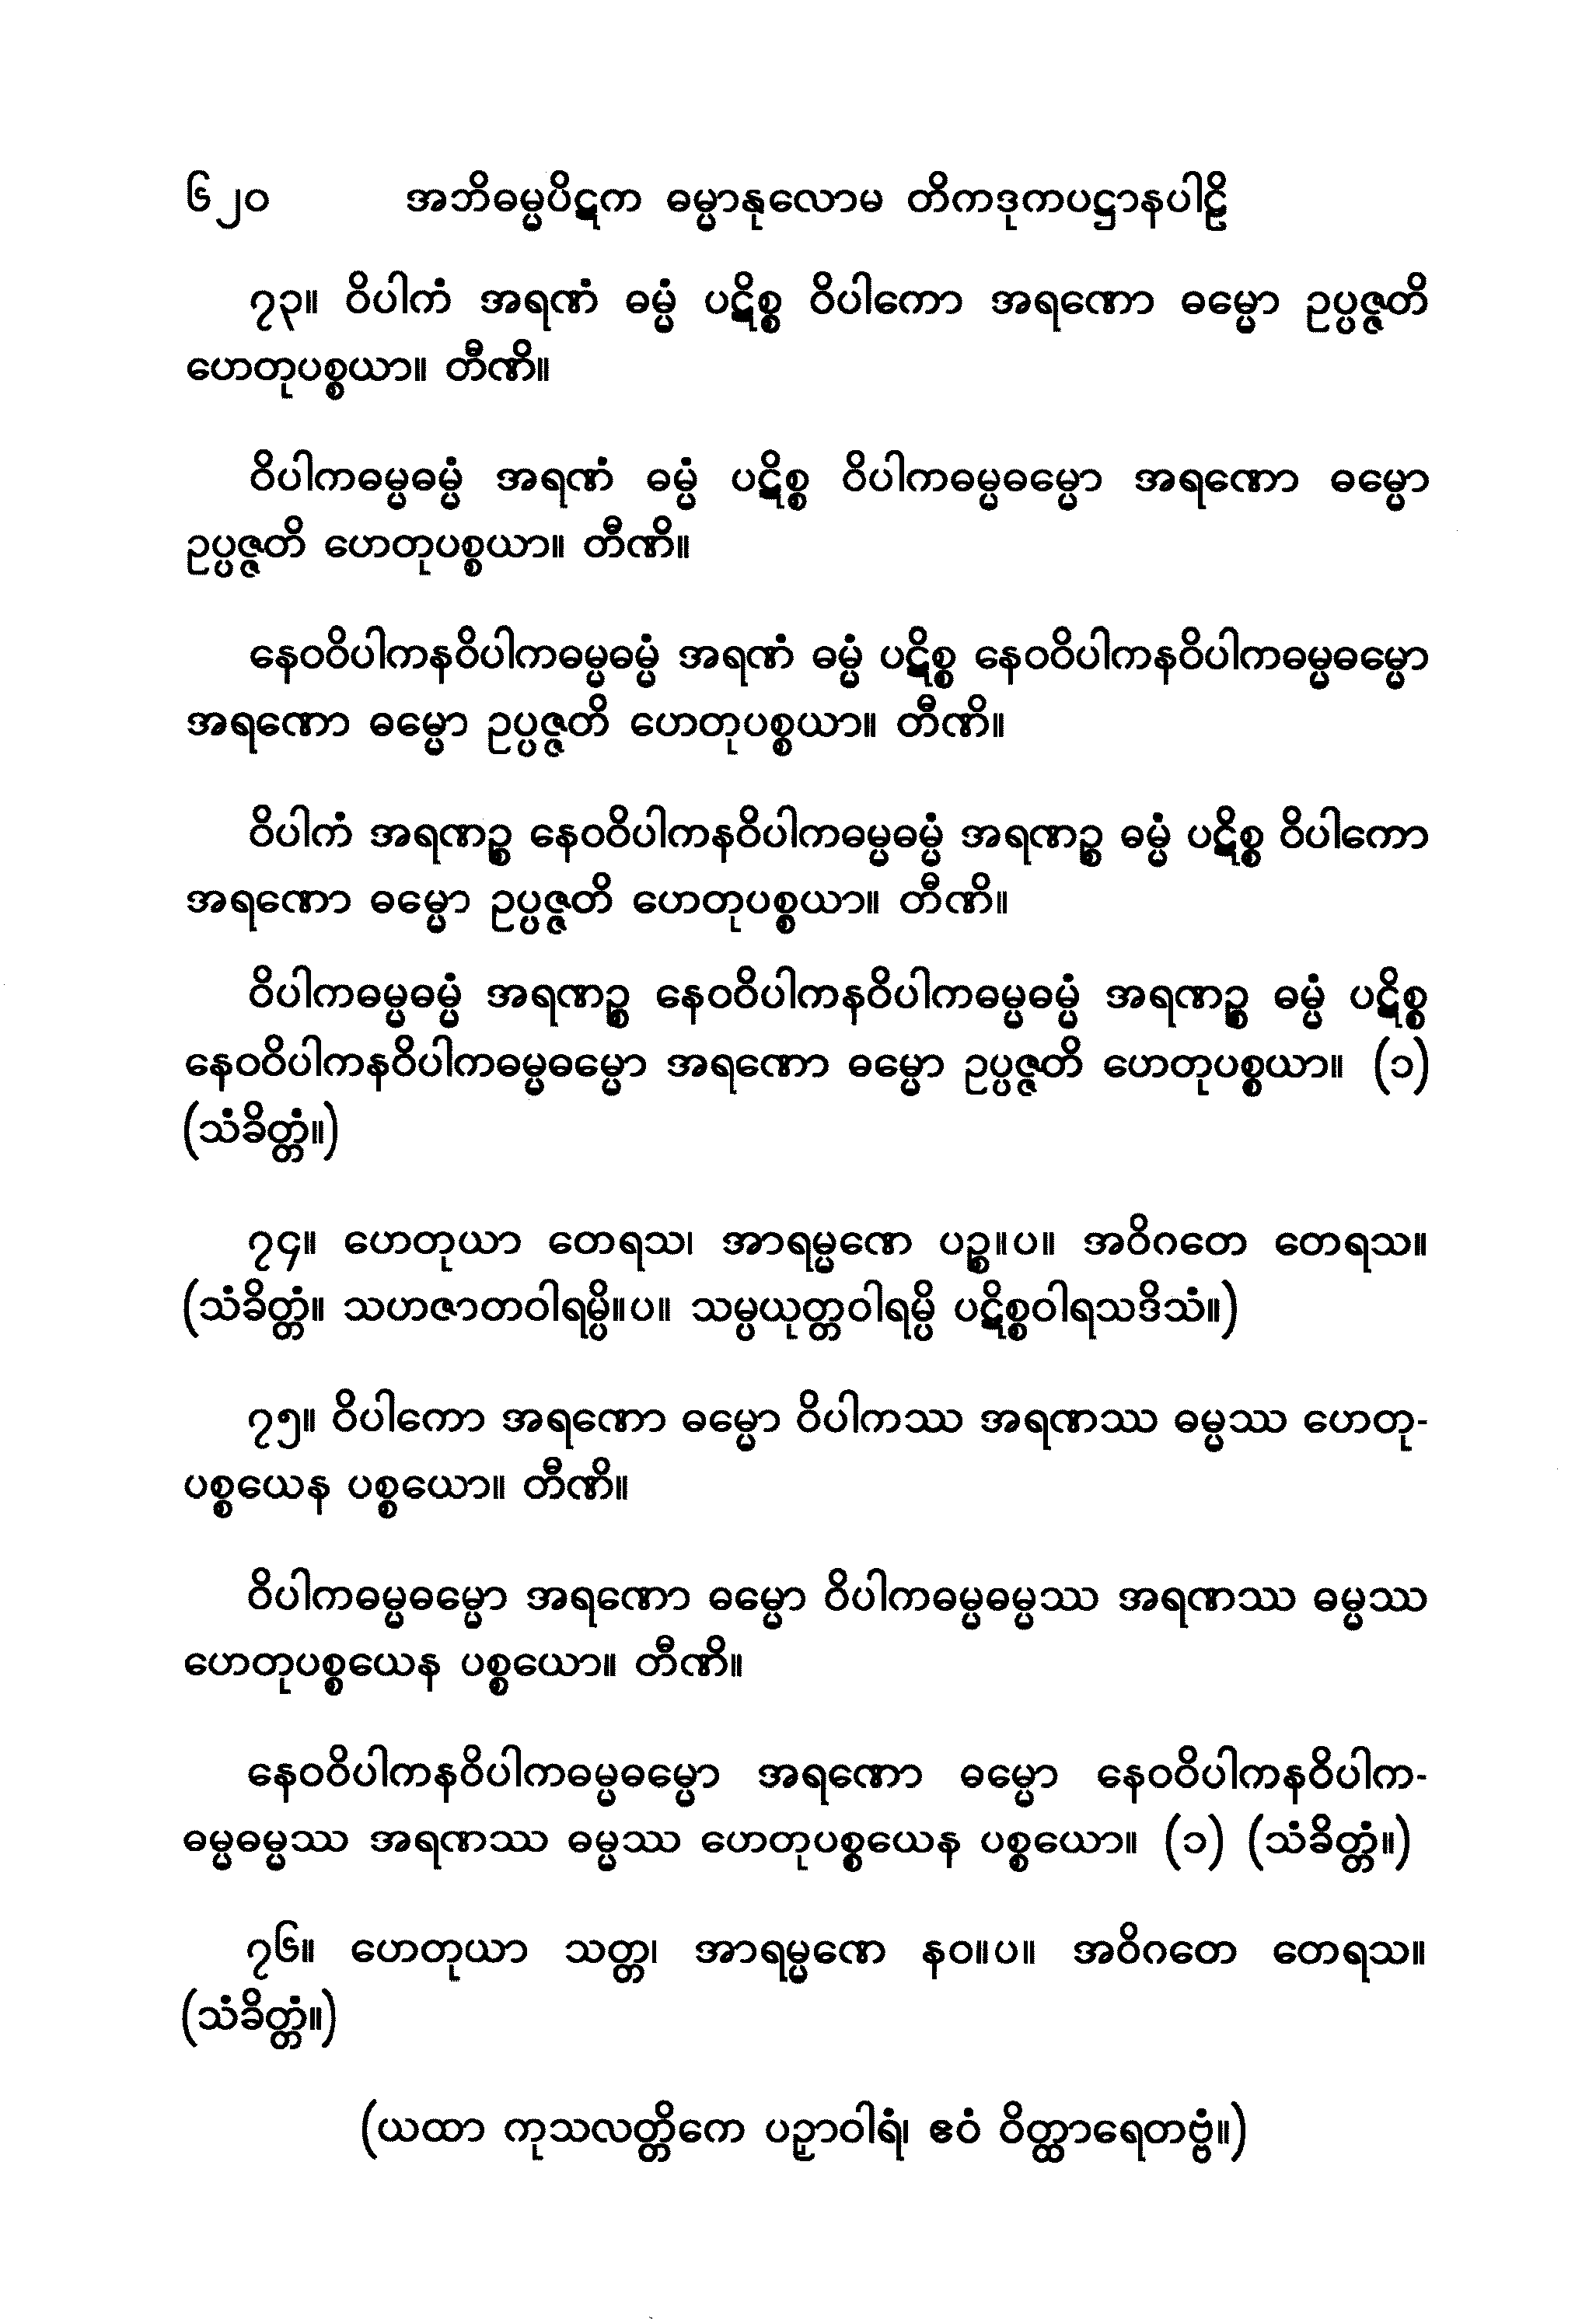 ၆၂၀ အဘိဓမ္မပိဋက ဓမ္မာနုလောမ တိကဒုကပဋ္ဌာနပါဠိ
၇၃။ ဝိပါကံ အရဏံ ဓမ္မံ ပဋိစ္စ ဝိပါကော အရဏော ဓမ္မော ဥပ္ပဇ္ဇတိ
ဟေတုပစ္စယာ။ တီဏိ။
ဝိပါကဓမ္မဓမ္မံ အရဏံ ဓမ္မံ ပဋိစ္စ ဝိပါကဓမ္မဓမ္မော အရဏော ဓမ္မော
ဥပ္ပဇ္ဇတိ ဟေတုပစ္စယာ။ တီဏိ။
နေဝဝိပါကနဝိပါကဓမ္မဓမ္မံ အရဏံ ဓမ္မံ ပဋိစ္စ နေဝဝိပါကနဝိပါကဓမ္မဓမ္မော
အရဏော ဓမ္မော ဥပ္ပဇ္ဇတိ ဟေတုပစ္စယာ။ တီဏိ။
ဝိပါကံ အရဏဉ္စ နေဝဝိပါကနဝိပါကဓမ္မဓမ္မံ အရဏဉ္စ ဓမ္မံ ပဋိစ္စ ဝိပါကော
အရဏော ဓမ္မော ဥပ္ပဇ္ဇတိ ဟေတုပစ္စယာ။ တီဏိ။
ဝိပါကဓမ္မဓမ္မံ အရဏဉ္စ နေဝဝိပါကနဝိပါကဓမ္မဓမ္မံ အရဏဉ္စ ဓမ္မံ ပဋိစ္စ
နေဝဝိပါကနဝိပါကဓမ္မဓမ္မော အရဏော ဓမ္မော ဥပ္ပဇ္ဇတိ ဟေတုပစ္စယာ။ (၁)
(သံခိတ္တံ။)
၇၄။ ဟေတုယာ တေရသ၊ အာရမ္မဏေ ပဉ္စ။ပ။ အဝိဂတေ တေရသ။
(သံခိတ္တံ။ သဟဇာတဝါရမ္ပိ။ပ။ သမ္ပယုတ္တဝါရမ္ပိ ပဋိစ္စဝါရသဒိသံ။)
၇၅။ ဝိပါကော အရဏော ဓမ္မော ဝိပါကဿ အရဏဿ ဓမ္မဿ ဟေတု-
ပစ္စယေန ပစ္စယော။ တီဏိ။
ဝိပါကဓမ္မဓမ္မော အရဏော ဓမ္မော ဝိပါကဓမ္မဓမ္မဿ အရဏဿ ဓမ္မဿ
ဟေတုပစ္စယေန ပစ္စယော။ တီဏိ။
နေဝဝိပါကနဝိပါကဓမ္မဓမ္မော အရဏော ဓမ္မော နေဝဝိပါကနဝိပါက-
ဓမ္မဓမ္မဿ အရဏဿ ဓမ္မဿ ဟေတုပစ္စယေန ပစ္စယော။ (၁) (သံခိတ္တံ။)
၇၆။ ဟေတုယာ သတ္တ၊ အာရမ္မဏေ နဝ။ပ။ အဝိဂတေ တေရသ။
(သံခိတ္တံ။)
(ယထာ ကုသလတ္တိကေ ပဉှာဝါရံ၊ ဧဝံ ဝိတ္ထာရေတဗ္ဗံ။)